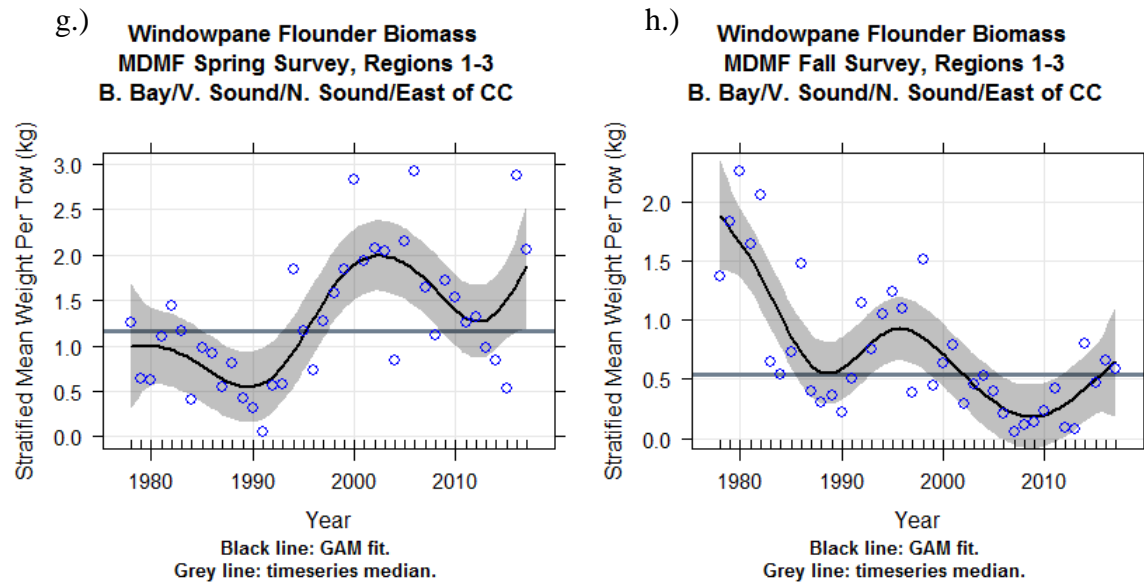 g.)
Windowpane Flounder Biomass
MDMF Spring Survey, Regions 1-3
B. Bay/V. Sound/N. Sound/East of CC
Stratified Mean Weight Per Tow (kg)
3.0
2.5
2.0
1.5
1.0
0.5
0.0
1980 1990 2000 2010
Year
Black line: GAM fit.
Grey line: timeseries median.
h.)
Windowpane Flounder Biomass
MDMF Fall Survey, Regions 1-3
B. Bay/V. Sound/N. Sound/East of CC
Stratified Mean Weight Per Tow (kg)
2.0
1.5
1.0
0.5
0.0
1980 1990 2000 2010
Year
Black line: GAM fit.
Grey line: timeseries median.